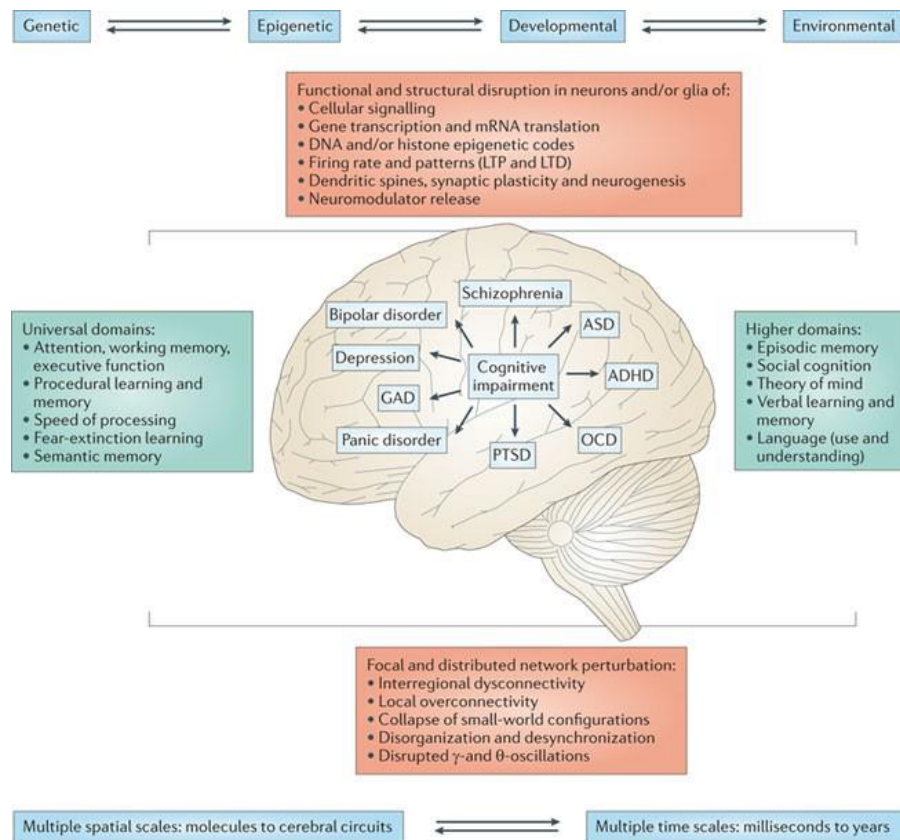 Genetic
Epigenetic
Developmental
Environmental
Functional and structural disruption in neurons and/or glia of:
• Cellular signalling
• Gene transcription and mRNA translation
• DNA and/or histone epigenetic codes
• Firing rate and patterns (LTP and LTD)
• Dendritic spines, synaptic plasticity and neurogenesis
• Neuromodulator release
Universal domains:
• Attention, working memory,
executive function
• Procedural learning and
memory
• Speed of processing
• Fear-extinction learning
• Semantic memory
Schizophrenia
Bipolar disorder
ASD
Depression
Cognitive
impairment
ADHD
GAD
Panic disorder
PTSD
OCD
Higher domains:
• Episodic memory
• Social cognition
• Theory of mind
• Verbal learning and
memory
• Language (use and
understanding)
Focal and distributed network perturbation:
• Interregional dysconnectivity
• Local overconnectivity
• Collapse of small-world configurations
• Disorganization and desynchronization
• Disrupted γ-and θ-oscillations
Multiple spatial scales: molecules to cerebral circuits
Multiple time scales: milliseconds to years